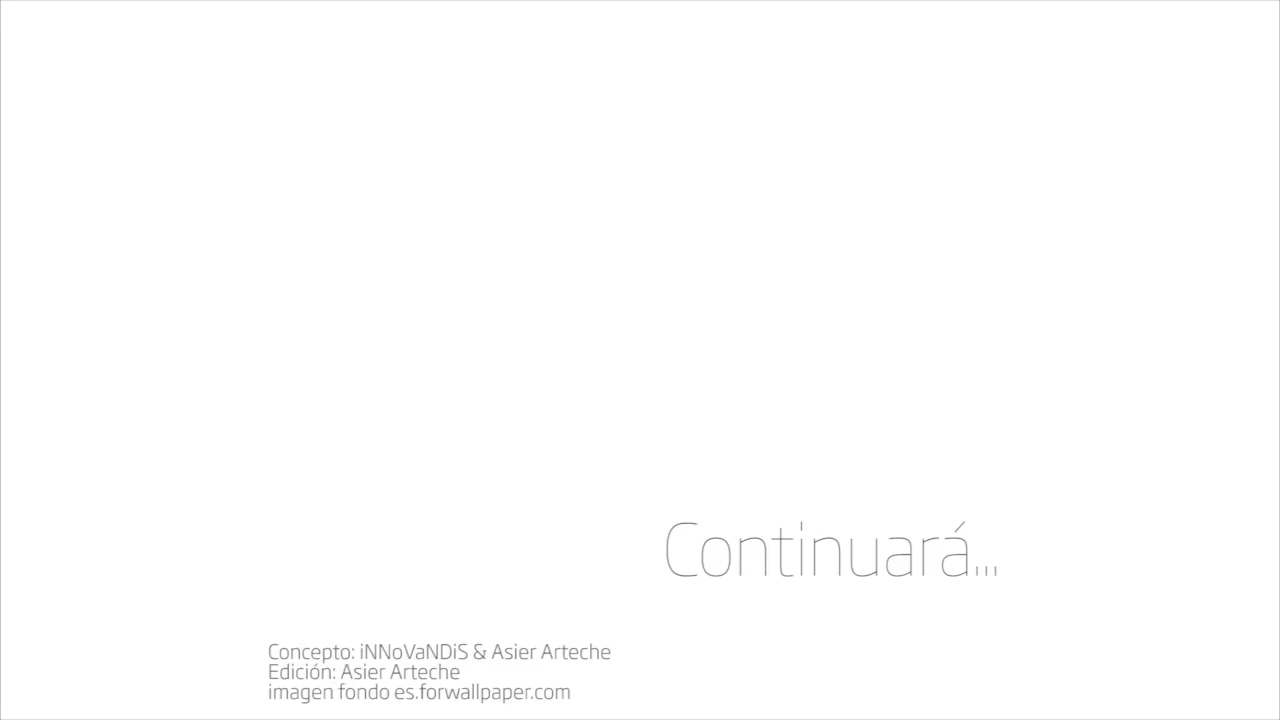 Continuará...
Concepto: iNNoVaNDiS & Asier Arteche
Edición: Asier Arteche
imagen fondo es.forwallpaper.com